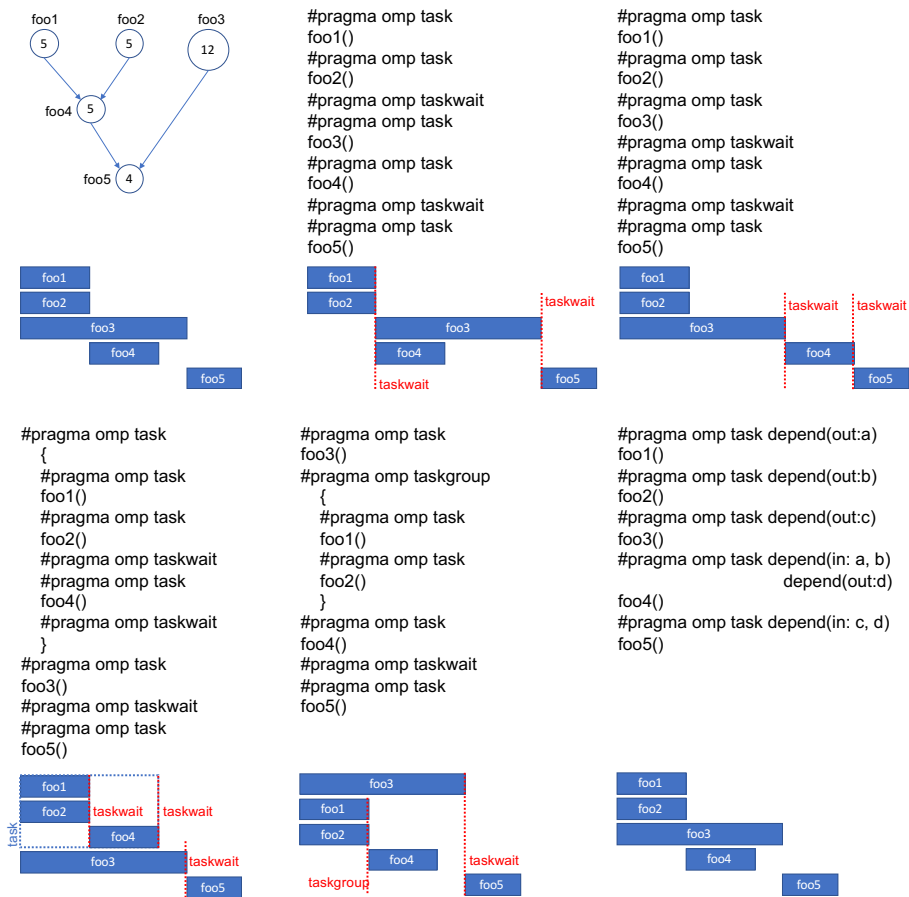 foo1
foo2
foo3
5
5
12
foo4
5
foo5
4
foo1
foo2
foo3
foo4
foo5
#pragma omp task
foo1()
#pragma omp task
foo2()
#pragma omp taskwait
#pragma omp task
foo3()
#pragma omp task
foo4()
#pragma omp taskwait
#pragma omp task
foo5()
foo1
foo2
taskwait
foo3
foo4
foo5
taskwait
#pragma omp task
foo1()
#pragma omp task
foo2()
#pragma omp task
foo3()
#pragma omp taskwait
#pragma omp task
foo4()
#pragma omp taskwait
#pragma omp task
foo5()
foo1
foo2
taskwait
taskwait
foo3
foo4
foo5
#pragma omp task
{
#pragma omp task
foo1()
#pragma omp task
foo2()
#pragma omp taskwait
#pragma omp task
foo4()
#pragma omp taskwait
}
#pragma omp task
foo3()
#pragma omp taskwait
#pragma omp task
foo5()
foo1
foo2
taskwait
taskwait
task
foo4
foo3
taskwait
foo5
#pragma omp task
foo3()
#pragma omp taskgroup
{
#pragma omp task
foo1()
#pragma omp task
foo2()
}
#pragma omp task
foo4()
#pragma omp taskwait
#pragma omp task
foo5()
foo3
foo1
foo2
foo4
taskwait
taskgroup
foo5
#pragma omp task depend(out:a)
foo1()
#pragma omp task depend(out:b)
foo2()
#pragma omp task depend(out:c)
foo3()
#pragma omp task depend(in: a, b)
depend(out:d)
foo4()
#pragma omp task depend(in: c, d)
foo5()
foo1
foo2
foo3
foo4
foo5